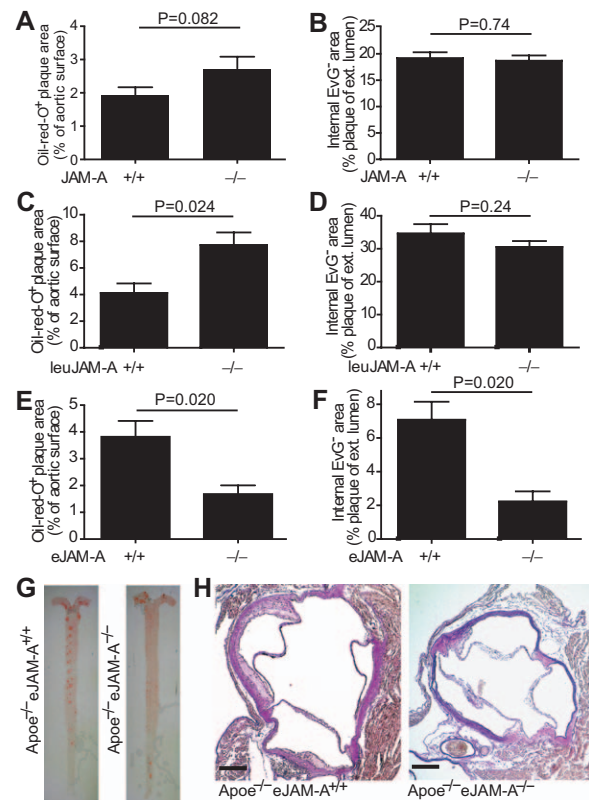 A
P=0.082
Oil-red-O⁺ plaque area
(% of aortic surface)
4
3
2
1
0
JAM-A +/+ –/–
B
P=0.74
Internal EvG⁻ area
(% plaque of ext. lumen)
25
20
15
10
5
0
JAM-A +/+ –/–
C
P=0.024
Oil-red-O⁺ plaque area
(% of aortic surface)
10
8
6
4
2
0
leuJAM-A +/+ –/–
D
P=0.24
Internal EvG⁻ area
(% plaque of ext. lumen)
40
30
20
10
0
leuJAM-A +/+ –/–
E
P=0.020
Oil-red-O⁺ plaque area
(% of aortic surface)
5
4
3
2
1
0
eJAM-A +/+ –/–
F
P=0.020
Internal EvG⁻ area
(% plaque of ext. lumen)
8
6
4
2
0
eJAM-A +/+ –/–
G
Apoe⁻/⁻eJAM-A⁺/⁺
Apoe⁻/⁻eJAM-A⁻/⁻
H
Apoe⁻/⁻eJAM-A⁺/⁺
Apoe⁻/⁻eJAM-A⁻/⁻